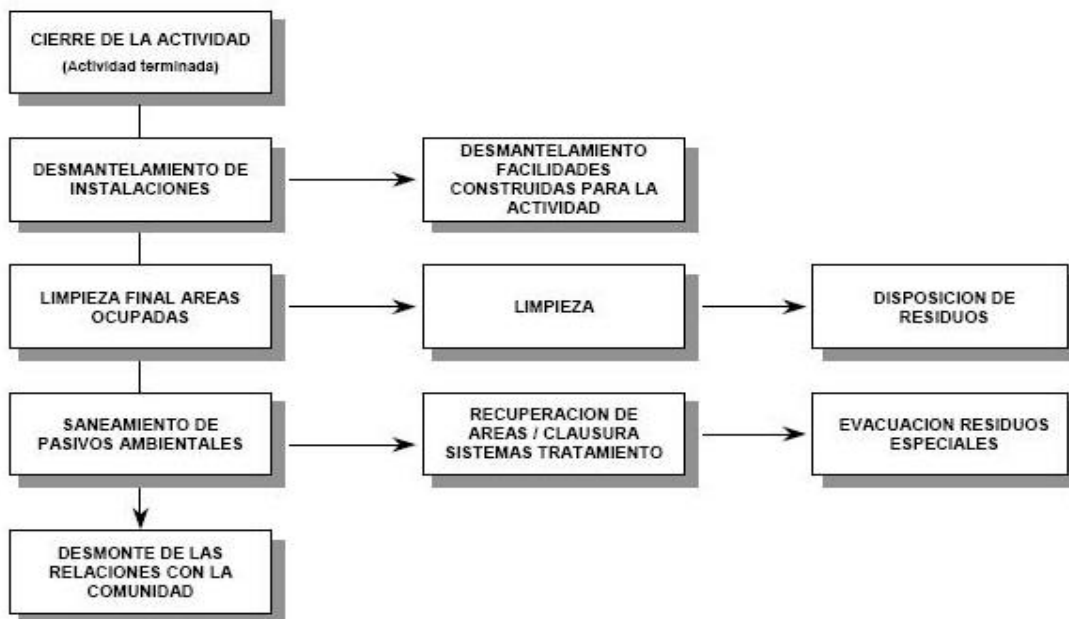 CIERRE DE LA ACTIVIDAD
(Actividad terminada)
DESMANTELAMIENTO DE
INSTALACIONES
DESMANTELAMIENTO
FACILIDADES
CONSTRUIDAS PARA LA
ACTIVIDAD
LIMPIEZA FINAL AREAS
OCUPADAS
LIMPIEZA
DISPOSICION DE
RESIDUOS
SANEAMIENTO DE
PASIVOS AMBIENTALES
RECUPERACION DE
AREAS / CLAUSURA
SISTEMAS TRATAMIENTO
EVACUACION RESIDUOS
ESPECIALES
DESMONTE DE LAS
RELACIONES CON LA
COMUNIDAD